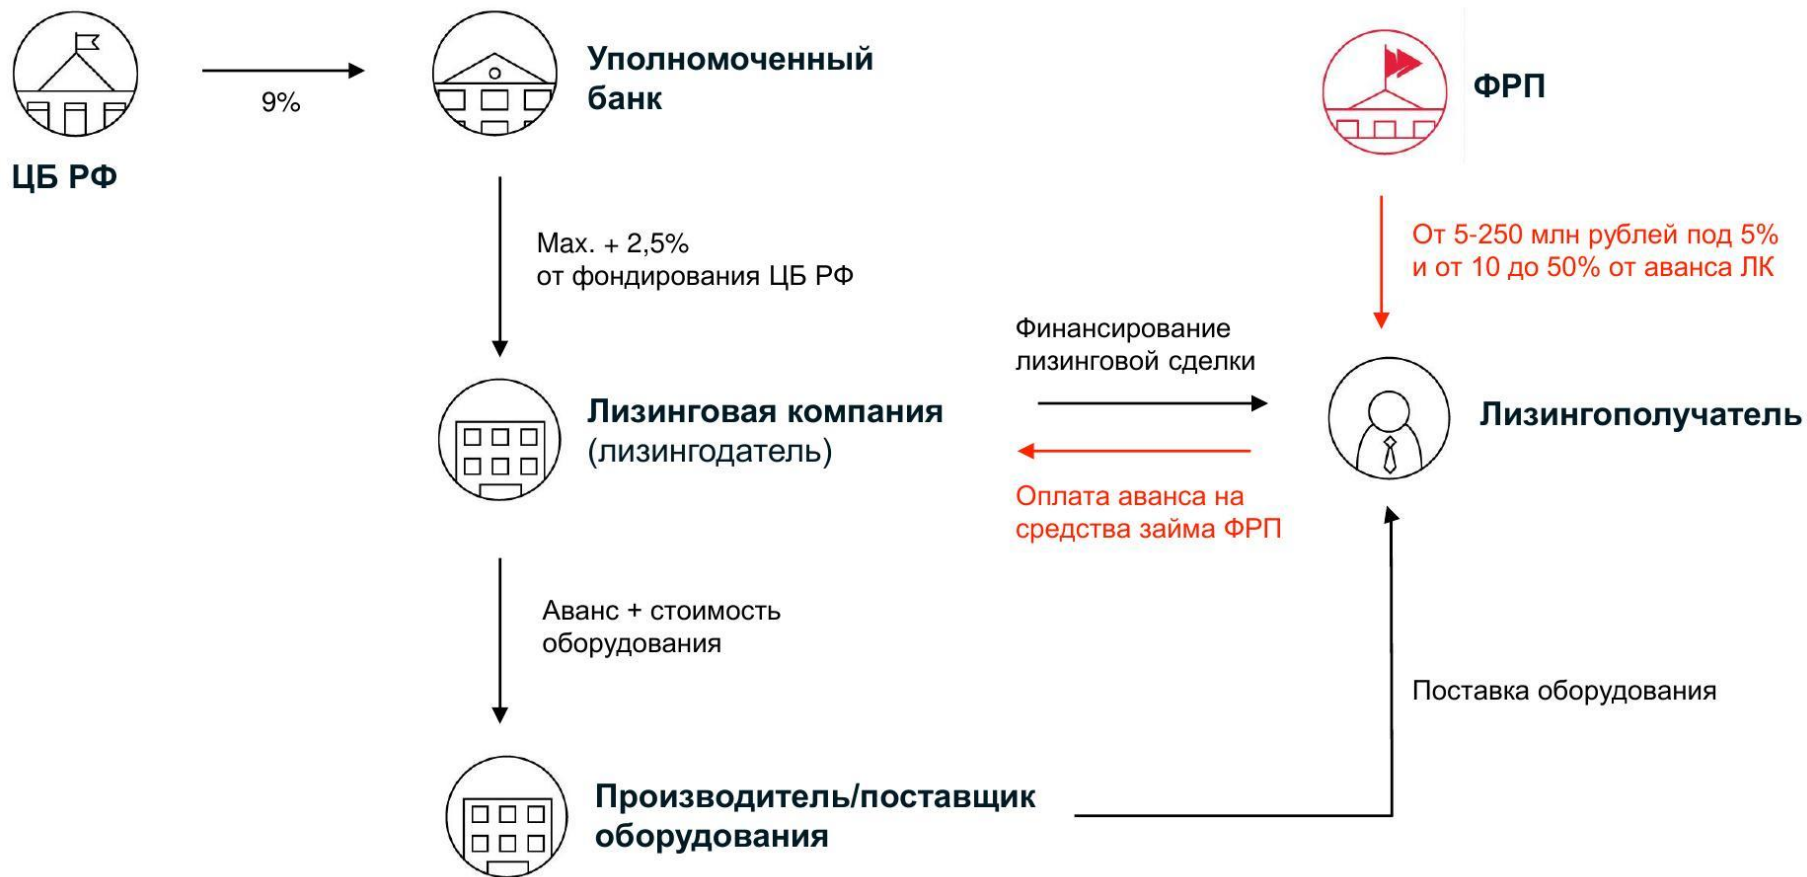 ЦБ РФ
9%
Уполномоченный
банк
ФРП
Max. + 2,5%
от фондирования ЦБ РФ
От 5-250 млн рублей под 5%
и от 10 до 50% от аванса ЛК
Финансирование
лизинговой сделки
Лизинговая компания
(лизингодатель)
Лизингополучатель
Оплата аванса на
средства займа ФРП
Аванс + стоимость
оборудования
Поставка оборудования
Производитель/поставщик
оборудования